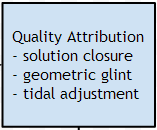 Quality Attribution
- solution closure
- geometric glint
- tidal adjustment